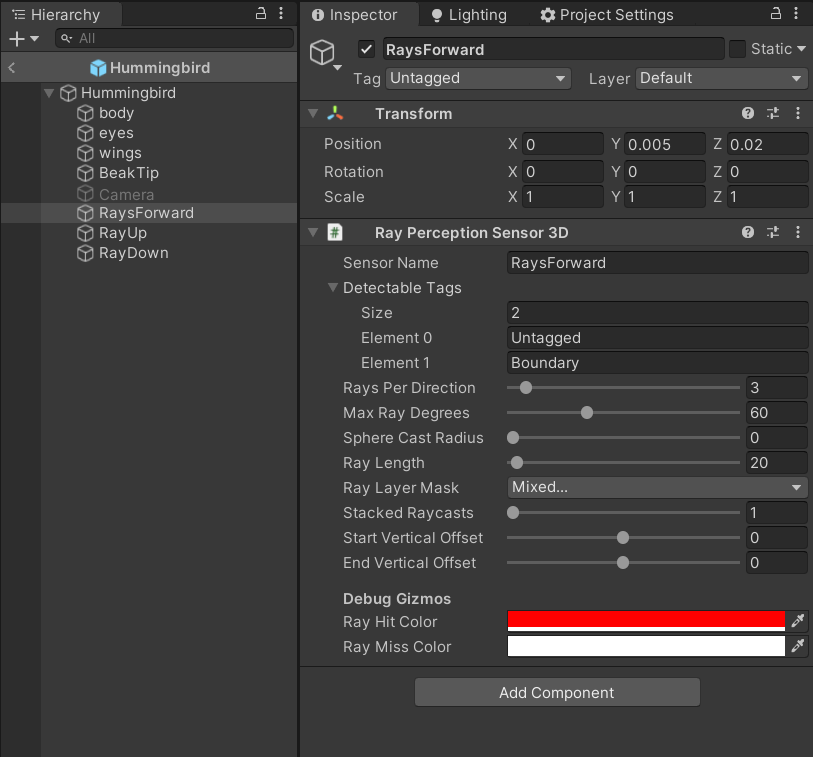 Hierarchy
All
Hummingbird
Hummingbird
body
eyes
wings
BeakTip
Camera
RaysForward
RayUp
RayDown
Inspector Lighting Project Settings
RaysForward Static
Tag Untagged Layer Default
Transform
Position X 0 Y 0.005 Z 0.02
Rotation X 0 Y 0 Z 0
Scale X 1 Y 1 Z 1
# Ray Perception Sensor 3D
Sensor Name RaysForward
Detectable Tags
Size 2
Element 0 Untagged
Element 1 Boundary
Rays Per Direction 3
Max Ray Degrees 60
Sphere Cast Radius 0
Ray Length 20
Ray Layer Mask Mixed...
Stacked Raycasts 1
Start Vertical Offset 0
End Vertical Offset 0
Debug Gizmos
Ray Hit Color
Ray Miss Color
Add Component